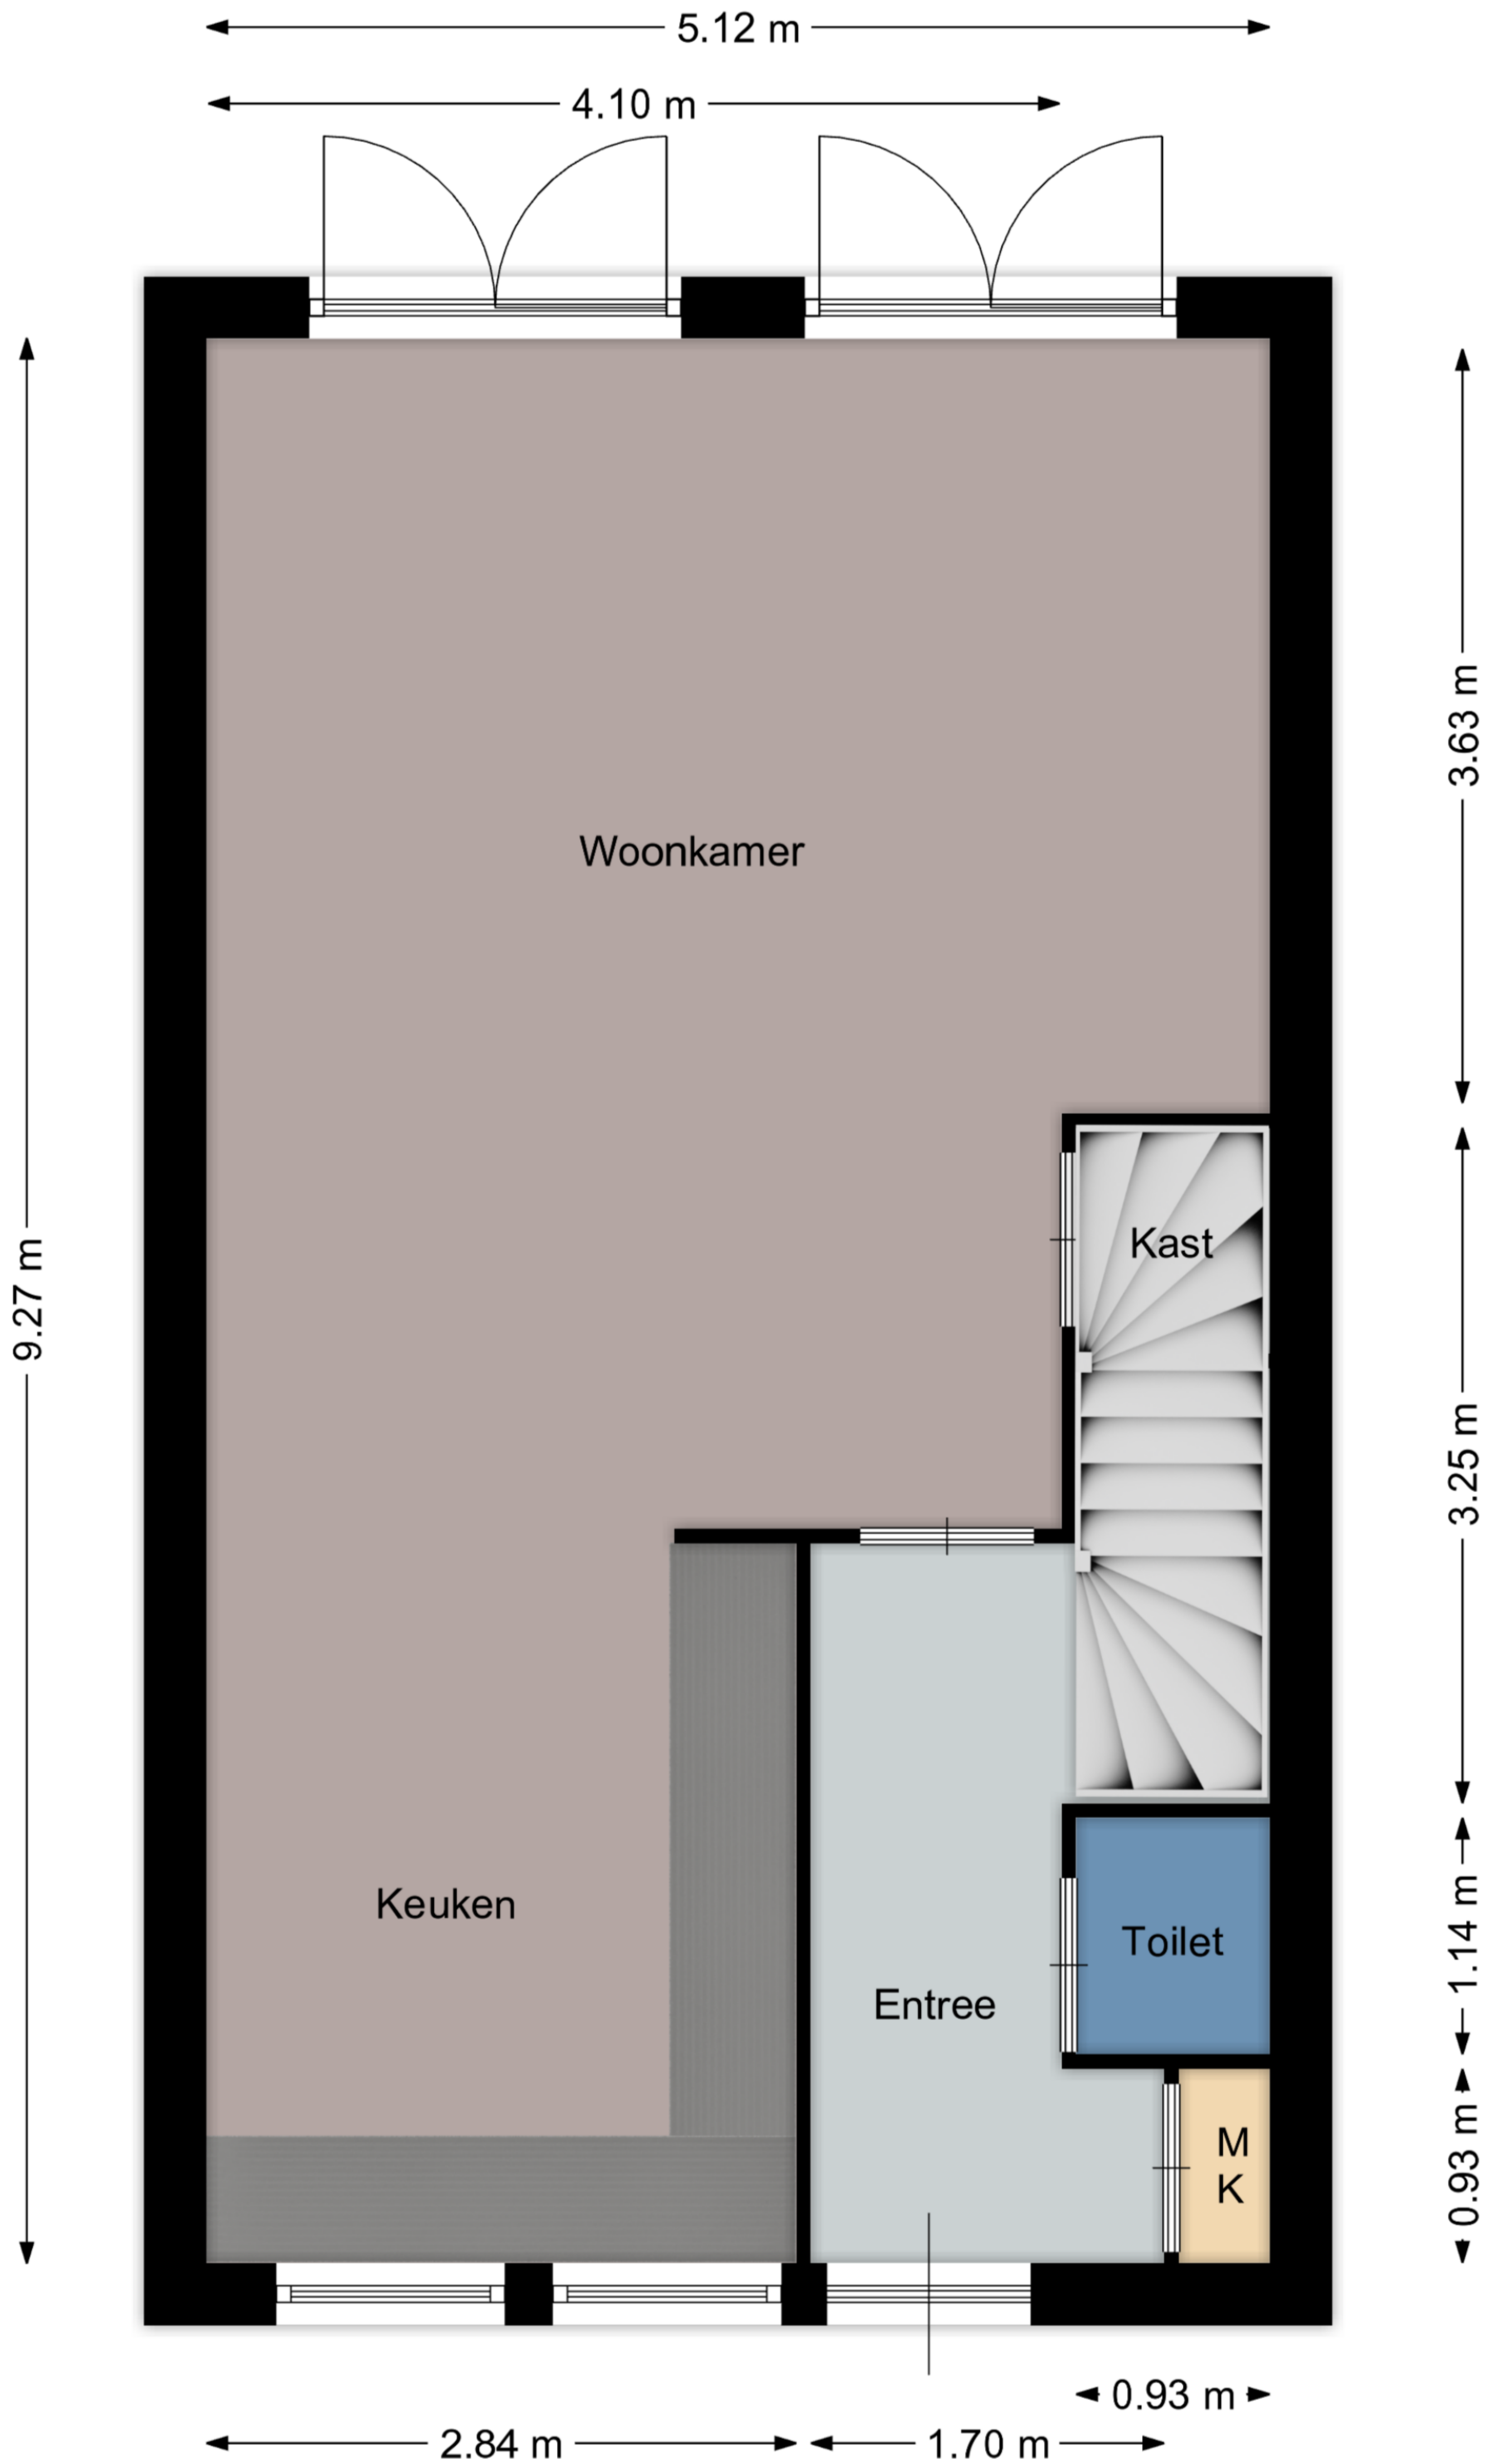 5.12 m
4.10 m
3.63 m
Woonkamer
Kast
9.27 m
3.25 m
Keuken
Toilet
1.14 m
Entree
M
K
0.93 m
0.93 m
2.84 m
1.70 m